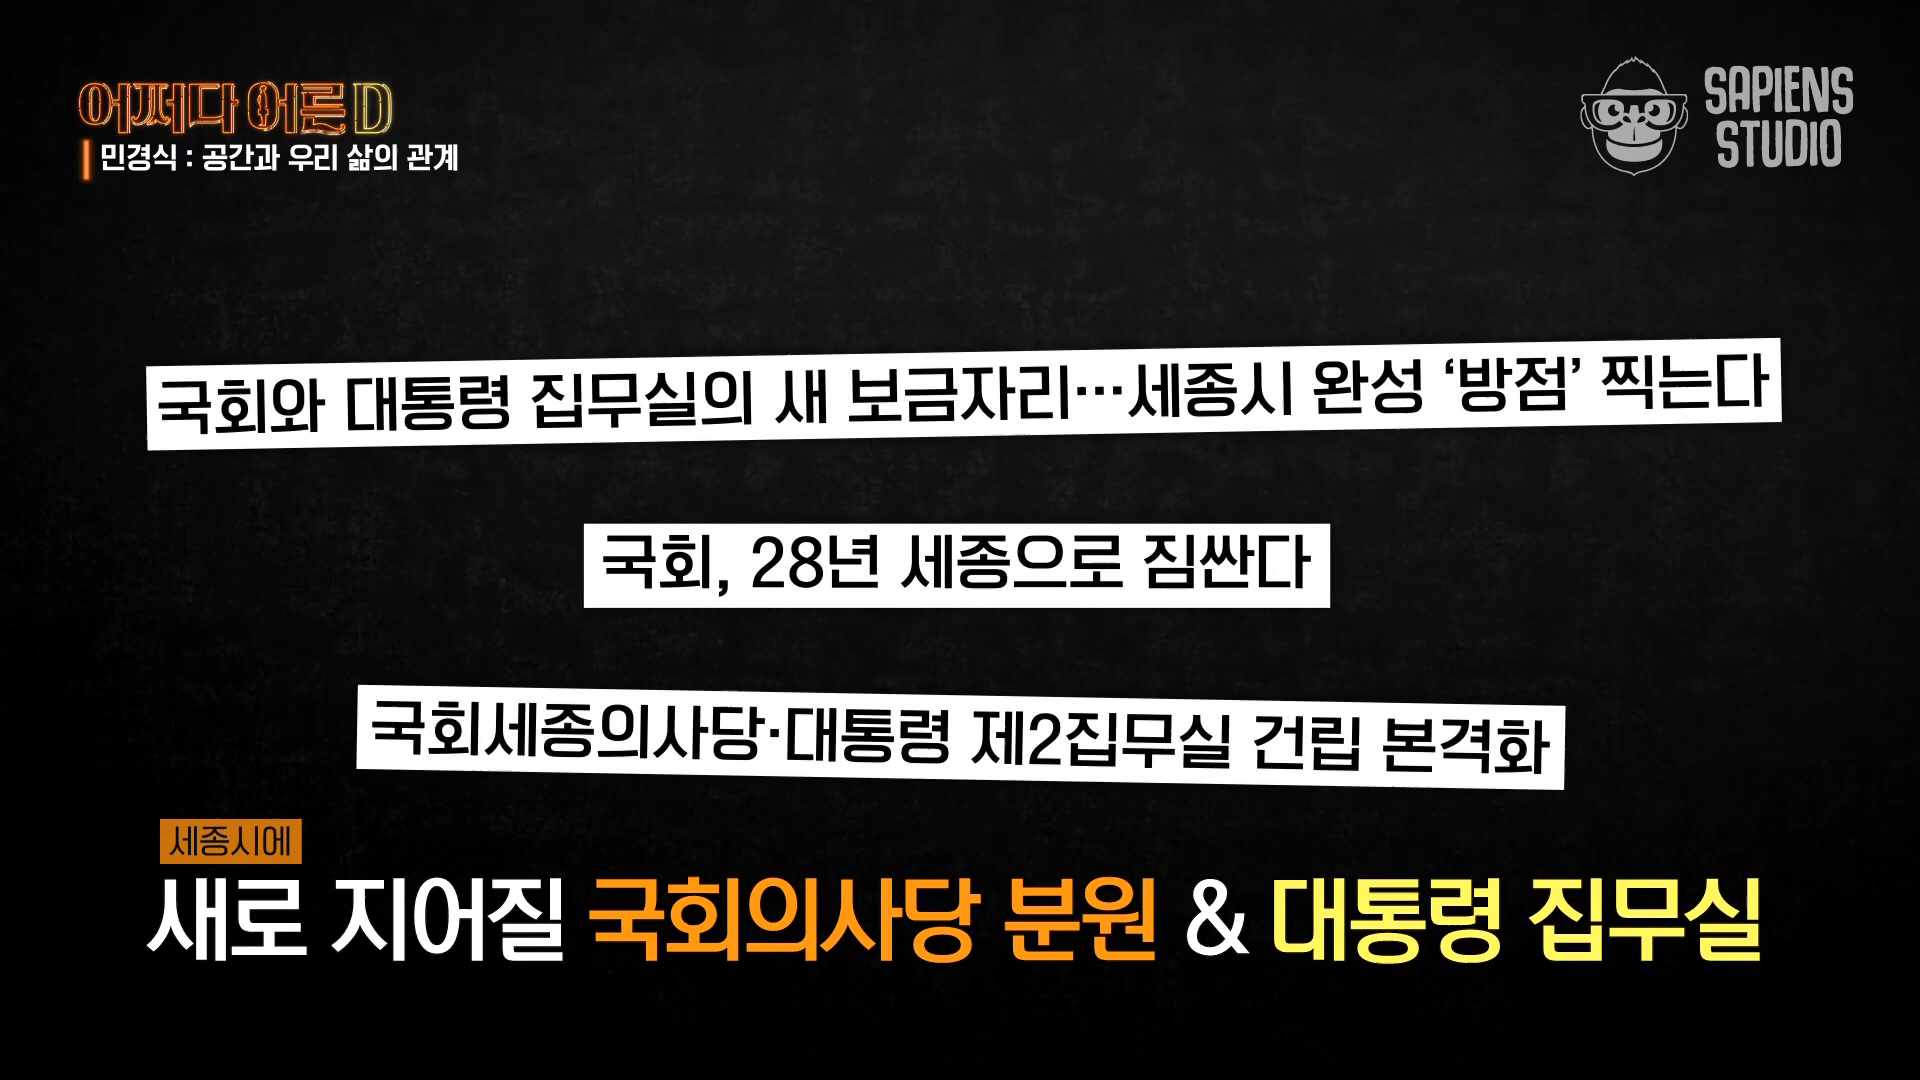 어쩌다 어른 D
민경식 : 공간과 우리 삶의 관계
SAPIENS
STUDIO
국회와 대통령 집무실의 새 보금자리…세종시 완성 ‘방점’ 찍는다
국회, 28년 세종으로 짐싼다
국회세종의사당·대통령 제2집무실 건립 본격화
세종시에
새로 지어질 국회의사당 분원 & 대통령 집무실